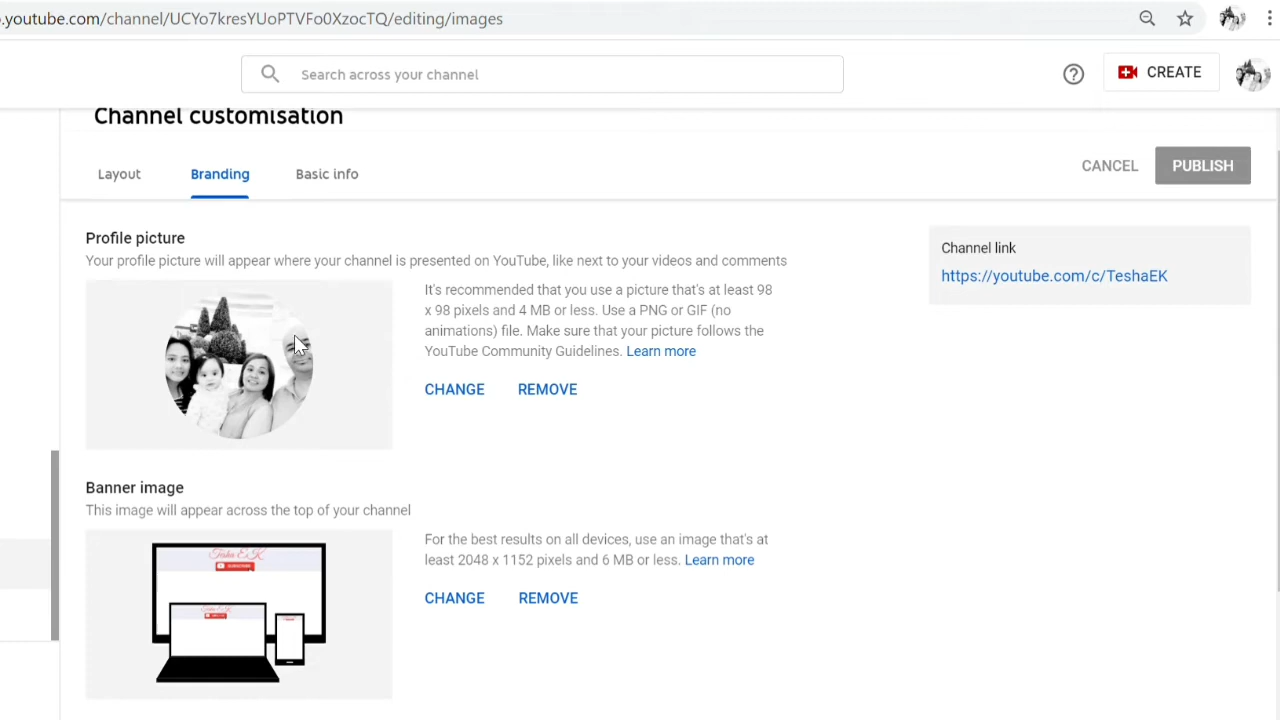 .youtube.com/channel/UCYo7kresYUoPTVFo0XzocTQ/editing/images
Search across your channel
CREATE
Channel customisation
Layout
Branding
Basic info
CANCEL
PUBLISH
Profile picture
Your profile picture will appear where your channel is presented on YouTube, like next to your videos and comments
It's recommended that you use a picture that's at least 98
x 98 pixels and 4 MB or less. Use a PNG or GIF (no
animations) file. Make sure that your picture follows the
YouTube Community Guidelines. Learn more
CHANGE
REMOVE
Channel link
https://youtube.com/c/TeshaEK
Banner image
This image will appear across the top of your channel
Tesha E.K
For the best results on all devices, use an image that's at
least 2048 x 1152 pixels and 6 MB or less. Learn more
CHANGE
REMOVE